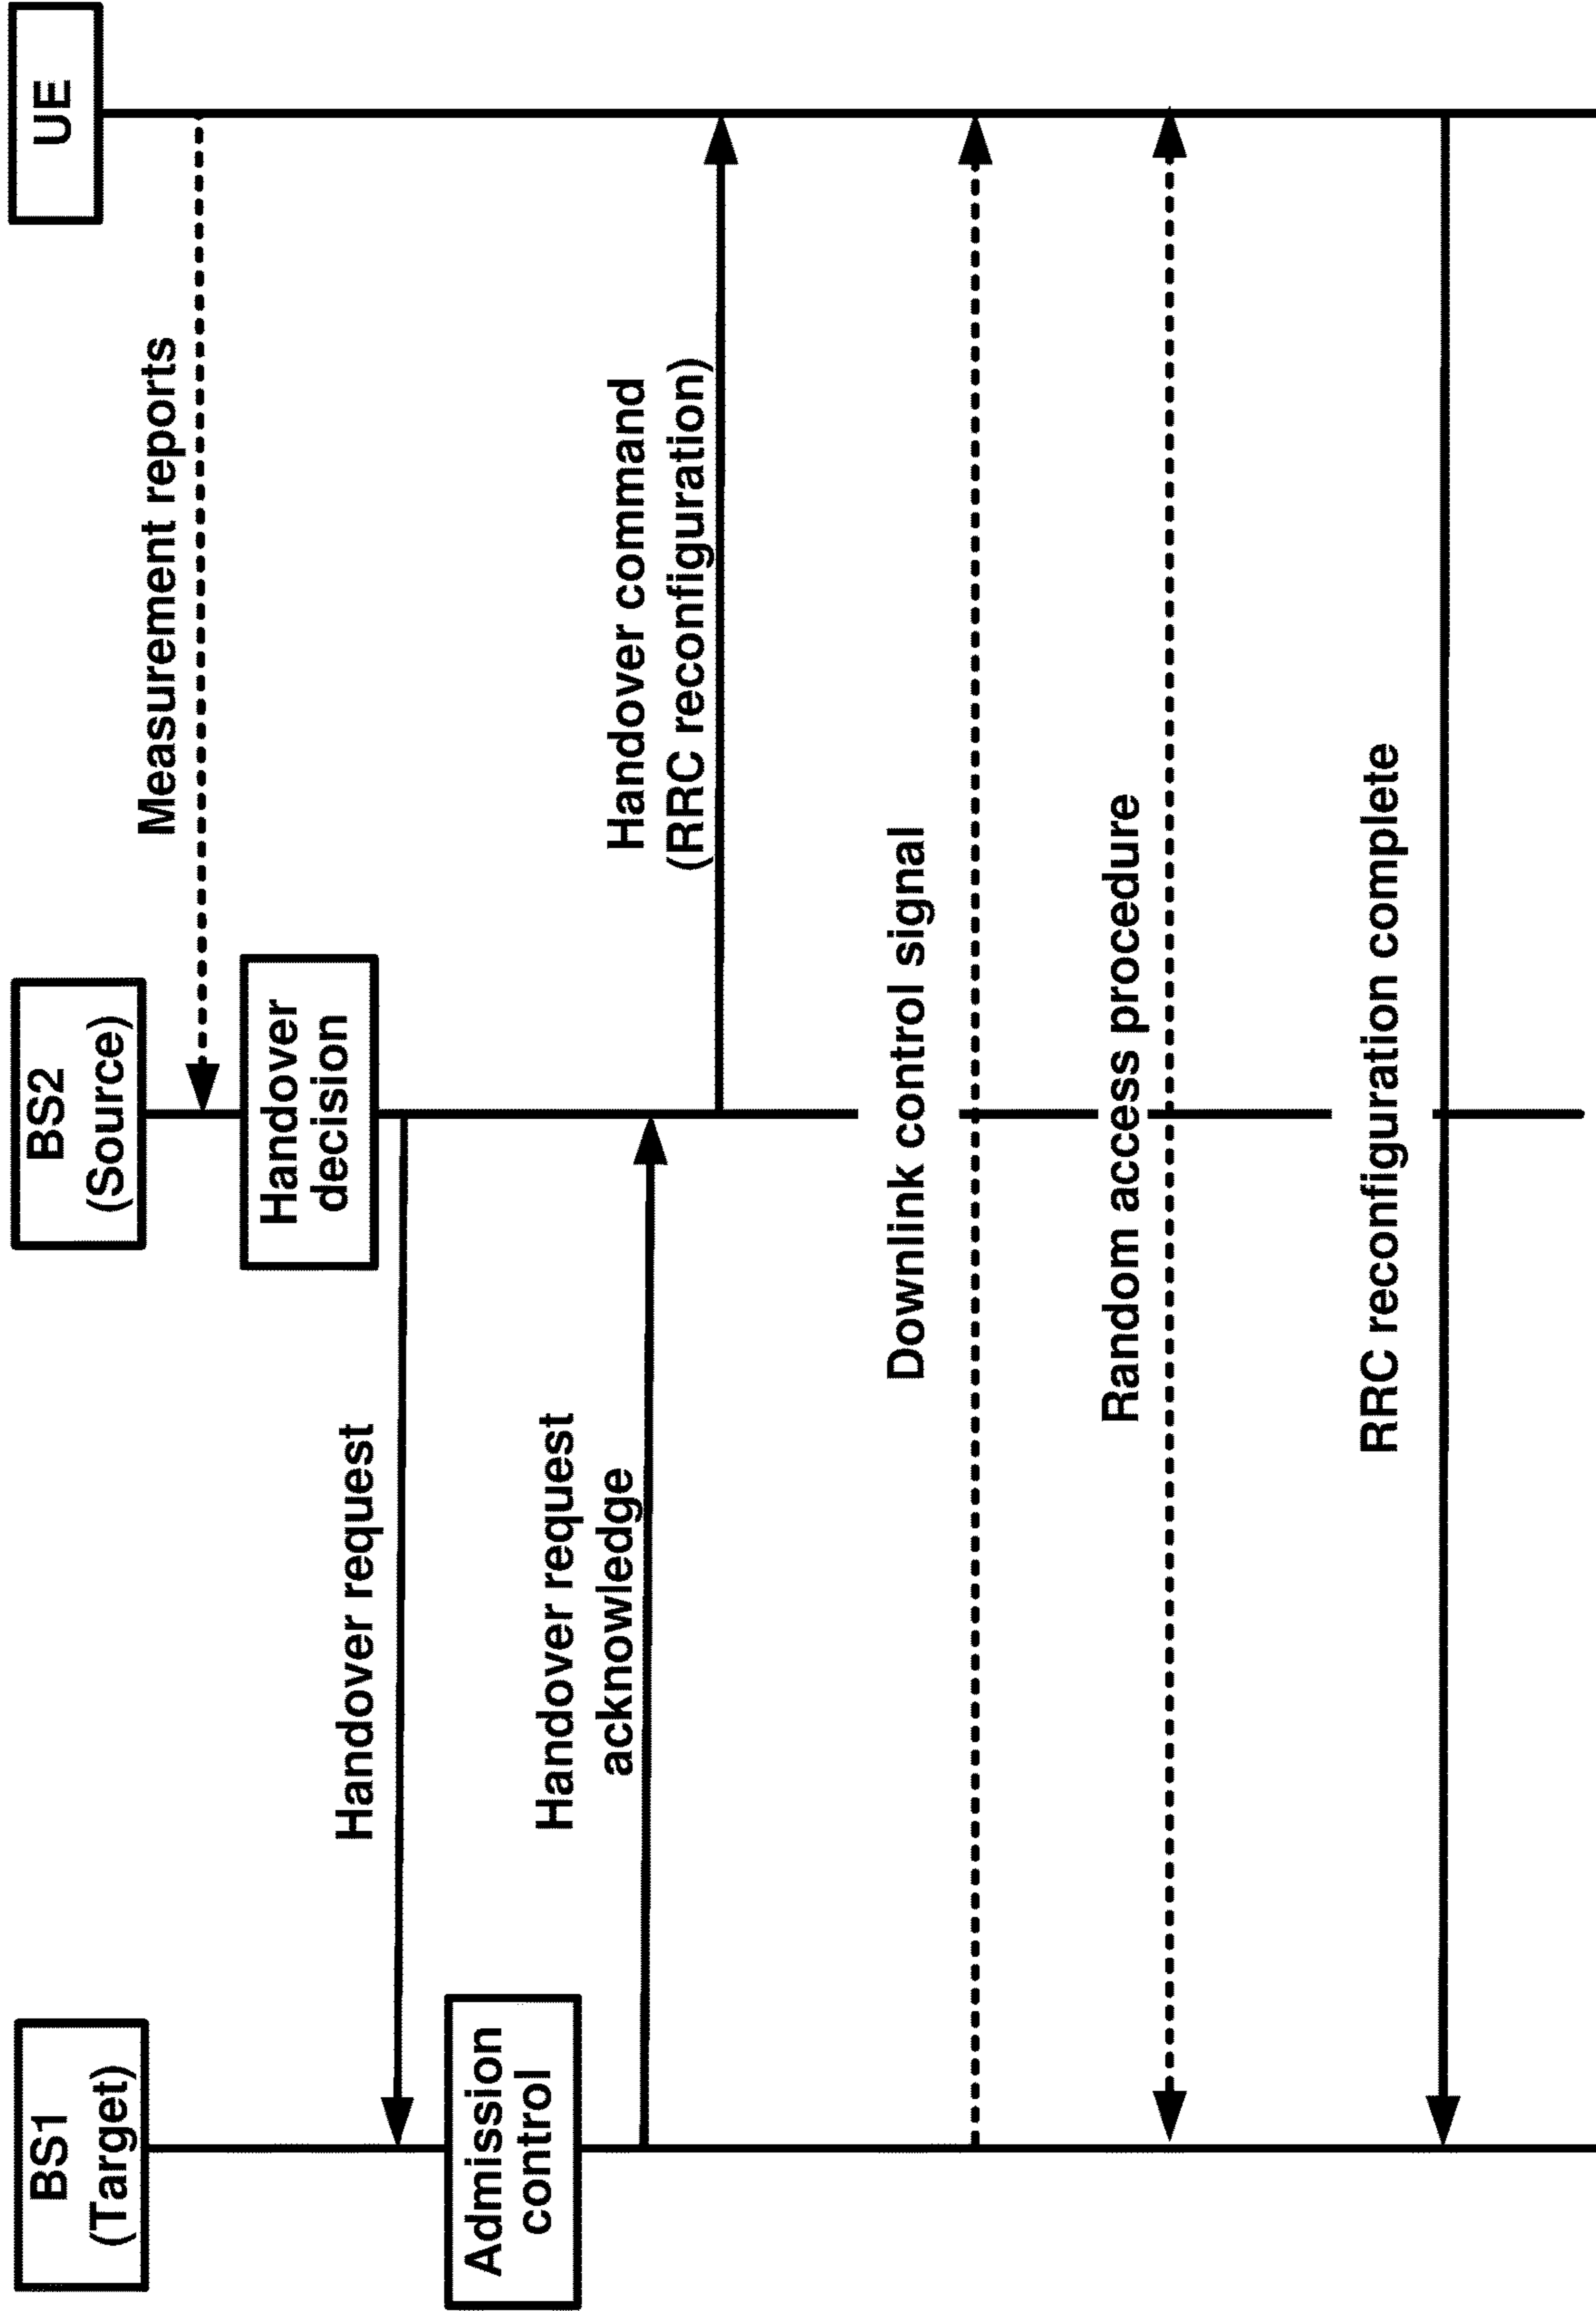 BS1
(Target)
BS2
(Source)
UE
Measurement reports
Handover
decision
Handover request
Admission
control
Handover request
acknowledge
Handover command
(RRC reconfiguration)
Downlink control signal
Random access procedure
RRC reconfiguration complete